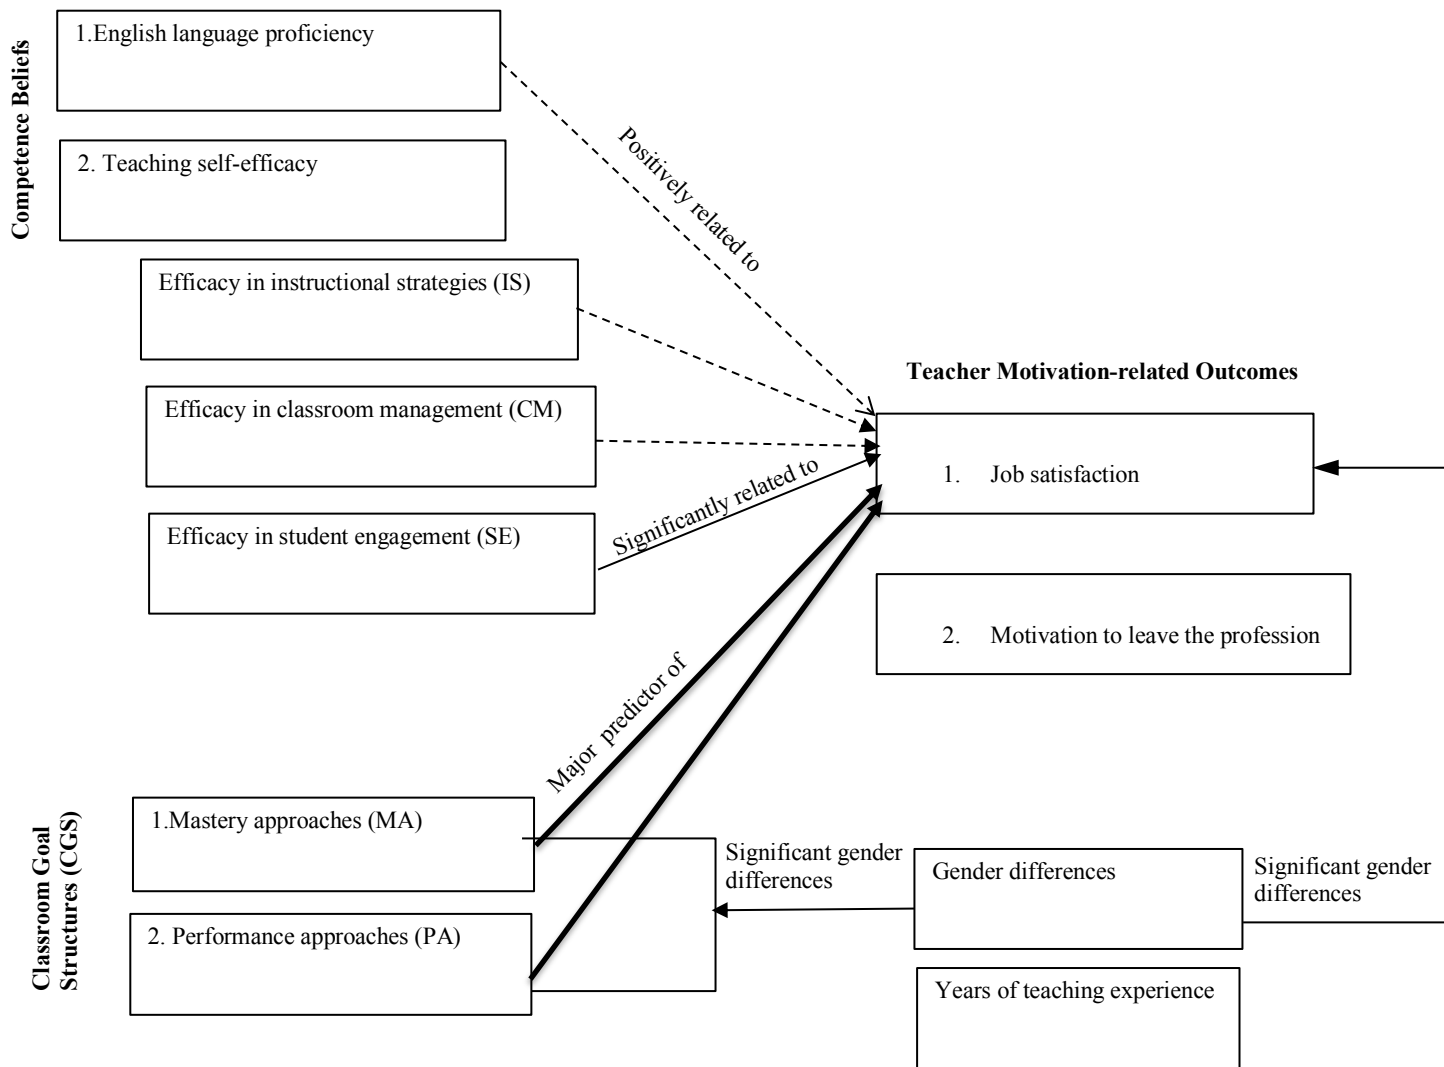 Competence Beliefs
1.English language proficiency
2. Teaching self-efficacy
Efficacy in instructional strategies (IS)
Efficacy in classroom management (CM)
Efficacy in student engagement (SE)
Positively related to
Significantly related to
Major predictor of
Teacher Motivation-related Outcomes
1. Job satisfaction
2. Motivation to leave the profession
Classroom Goal
Structures (CGS)
1.Mastery approaches (MA)
2. Performance approaches (PA)
Significant gender
differences
Gender differences
Significant gender
differences
Years of teaching experience